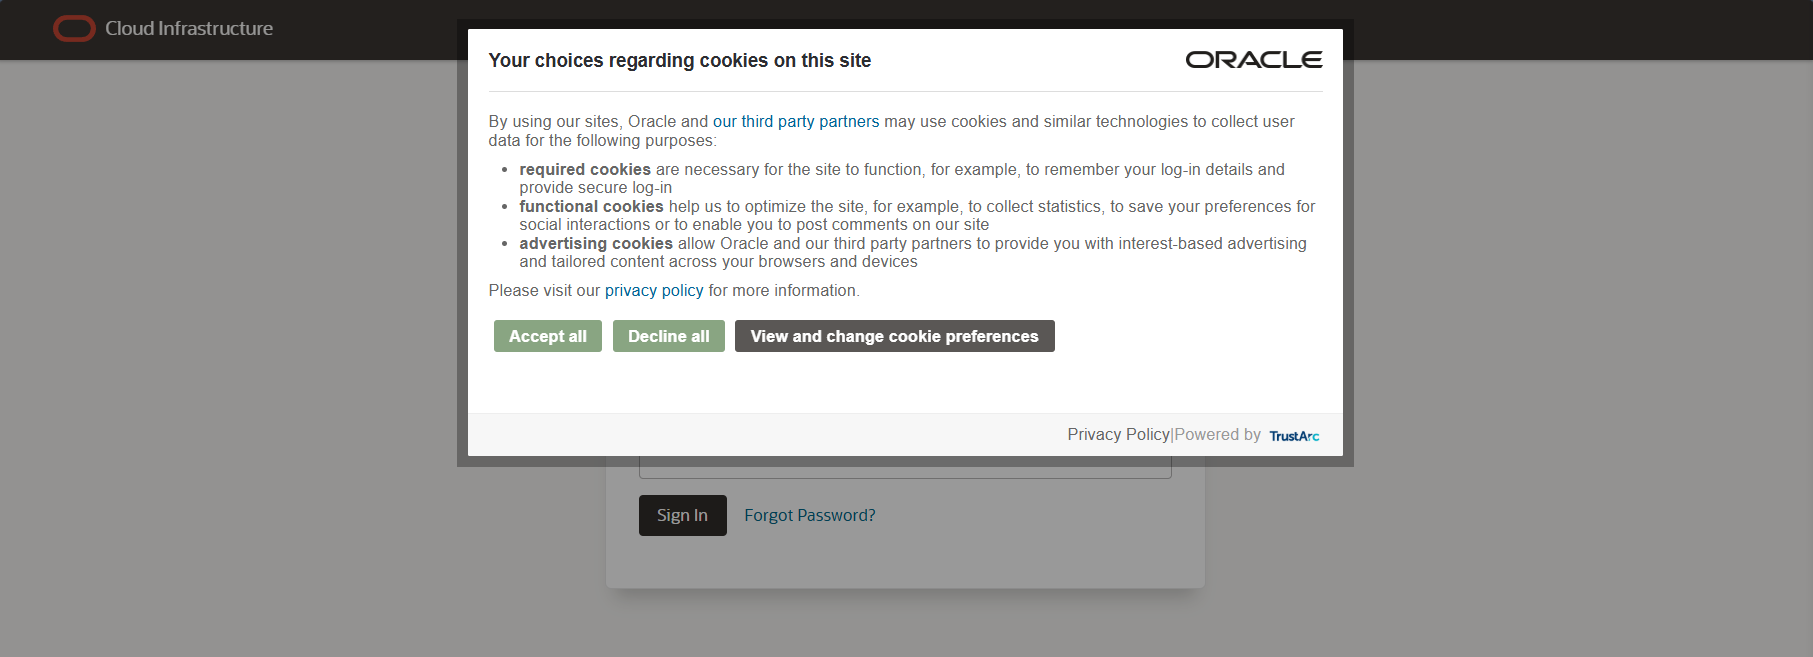 Cloud Infrastructure
Your choices regarding cookies on this site
ORACLE
By using our sites, Oracle and our third party partners may use cookies and similar technologies to collect user
data for the following purposes:
• required cookies are necessary for the site to function, for example, to remember your log-in details and
provide secure log-in
• functional cookies help us to optimize the site, for example, to collect statistics, to save your preferences for
social interactions or to enable you to post comments on our site
• advertising cookies allow Oracle and our third party partners to provide you with interest-based advertising
and tailored content across your browsers and devices
Please visit our privacy policy for more information.
Accept all
Decline all
View and change cookie preferences
Privacy Policy|Powered by TrustArc
Sign In
Forgot Password?